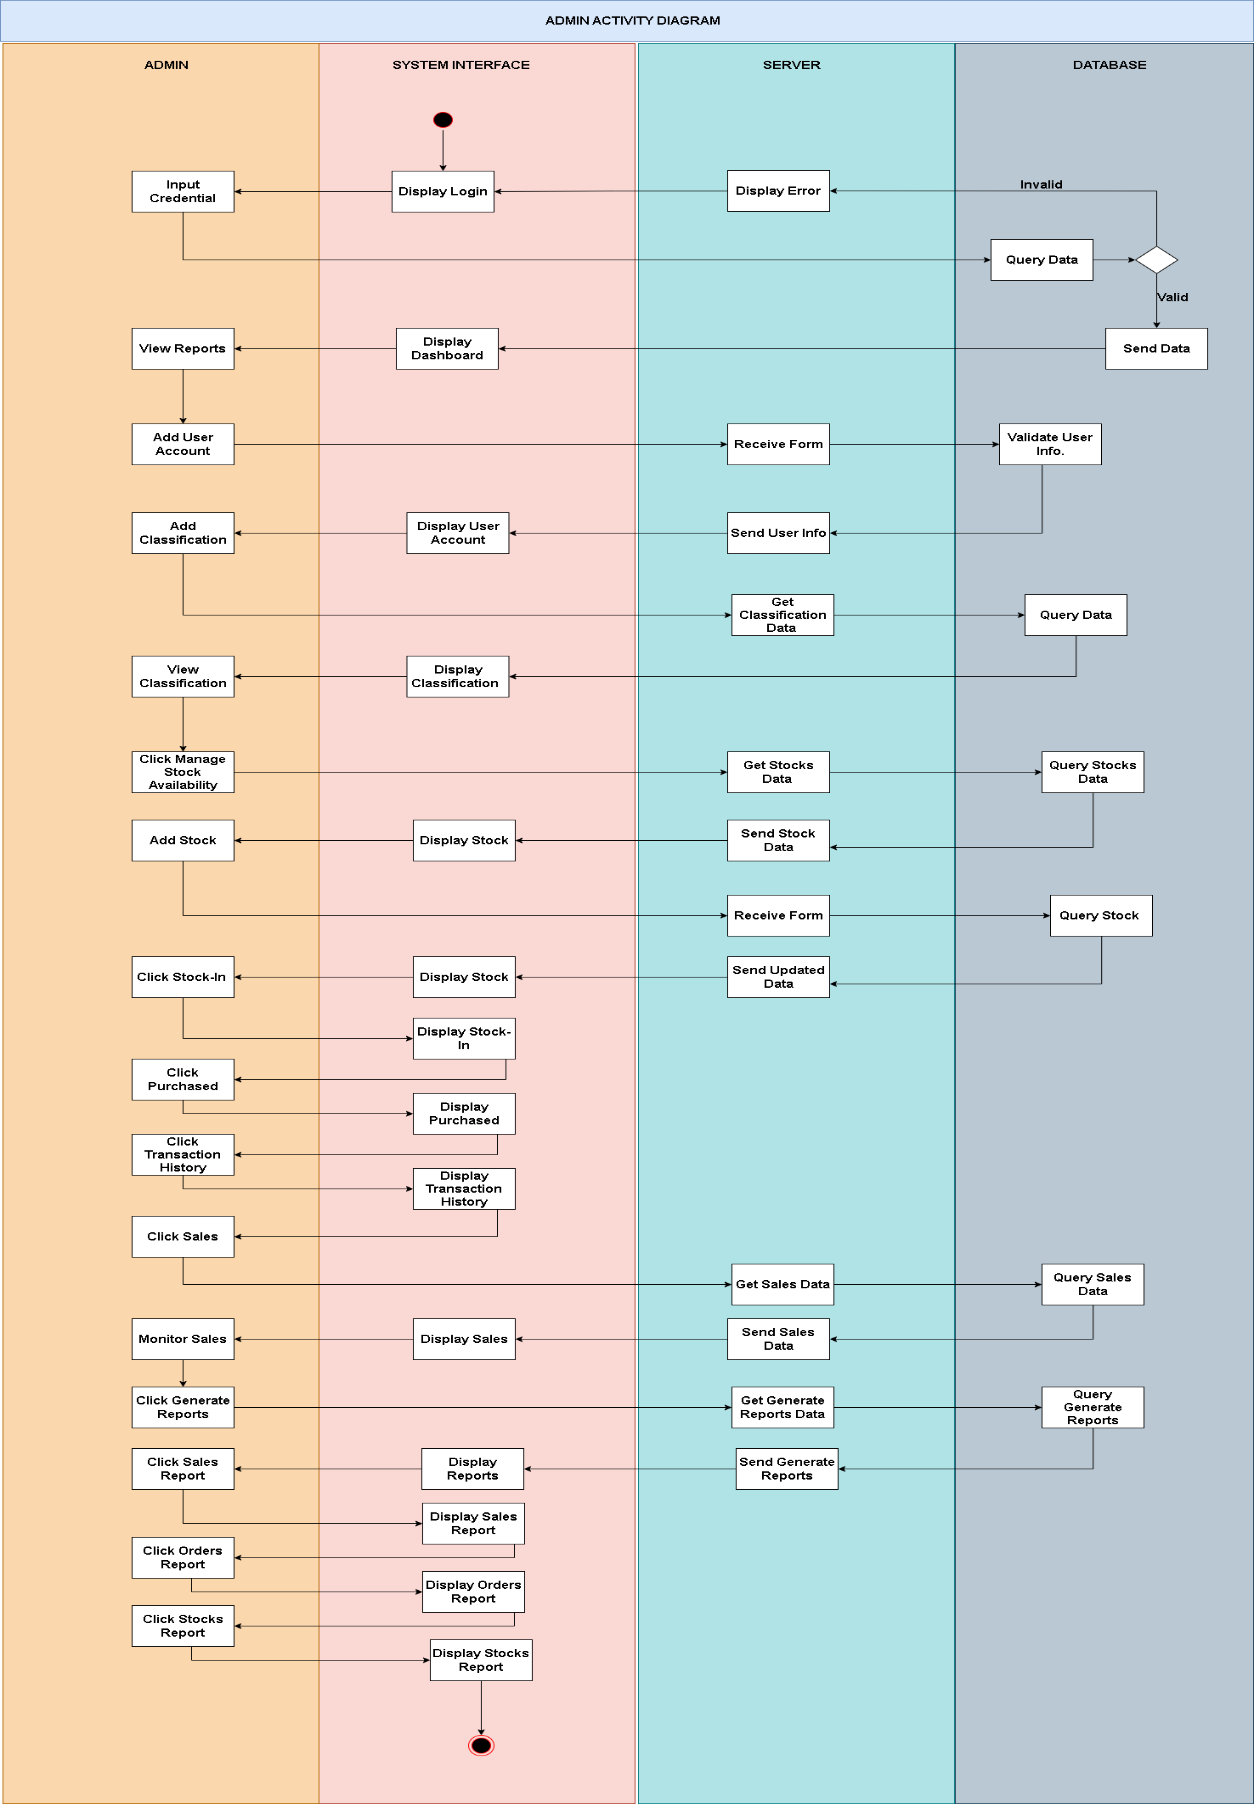 ADMIN ACTIVITY DIAGRAM
ADMIN
SYSTEM INTERFACE
SERVER
DATABASE
Input
Credential
Display Login
Display Error
Invalid
Query Data
Valid
View Reports
Display
Dashboard
Send Data
Add User
Account
Receive Form
Validate User
Info.
Add
Classification
Display User
Account
Send User Info
Get
Classification
Data
Query Data
View
Classification
Display
Classification
Click Manage
Stock
Availability
Get Stocks
Data
Query Stocks
Data
Add Stock
Display Stock
Send Stock
Data
Receive Form
Query Stock
Click Stock-In
Display Stock
Send Updated
Data
Display Stock-
In
Click
Purchased
Display
Purchased
Click
Transaction
History
Display
Transaction
History
Click Sales
Get Sales Data
Query Sales
Data
Monitor Sales
Display Sales
Send Sales
Data
Click Generate
Reports
Get Generate
Reports Data
Query
Generate
Reports
Click Sales
Report
Display
Reports
Send Generate
Reports
Display Sales
Report
Click Orders
Report
Display Orders
Report
Click Stocks
Report
Display Stocks
Report